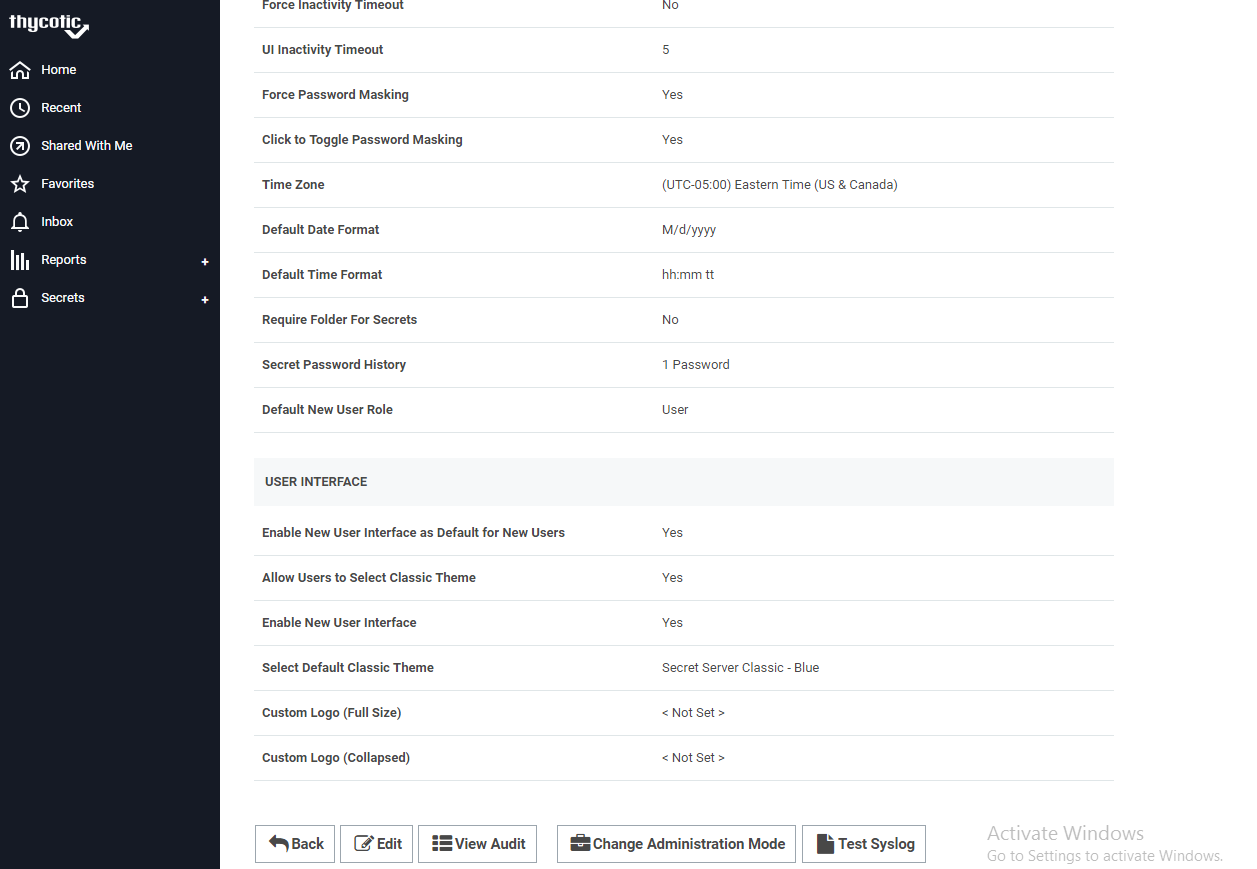 thycotic
Home
Recent
Shared With Me
Favorites
Inbox
Reports +
Secrets +
Force Inactivity Timeout No
UI Inactivity Timeout 5
Force Password Masking Yes
Click to Toggle Password Masking Yes
Time Zone (UTC-05:00) Eastern Time (US & Canada)
Default Date Format M/d/yyyy
Default Time Format hh:mm tt
Require Folder For Secrets No
Secret Password History 1 Password
Default New User Role User
USER INTERFACE
Enable New User Interface as Default for New Users Yes
Allow Users to Select Classic Theme Yes
Enable New User Interface Yes
Select Default Classic Theme Secret Server Classic - Blue
Custom Logo (Full Size) < Not Set >
Custom Logo (Collapsed) < Not Set >
Back Edit View Audit Change Administration Mode Test Syslog
Activate Windows
Go to Settings to activate Windows.